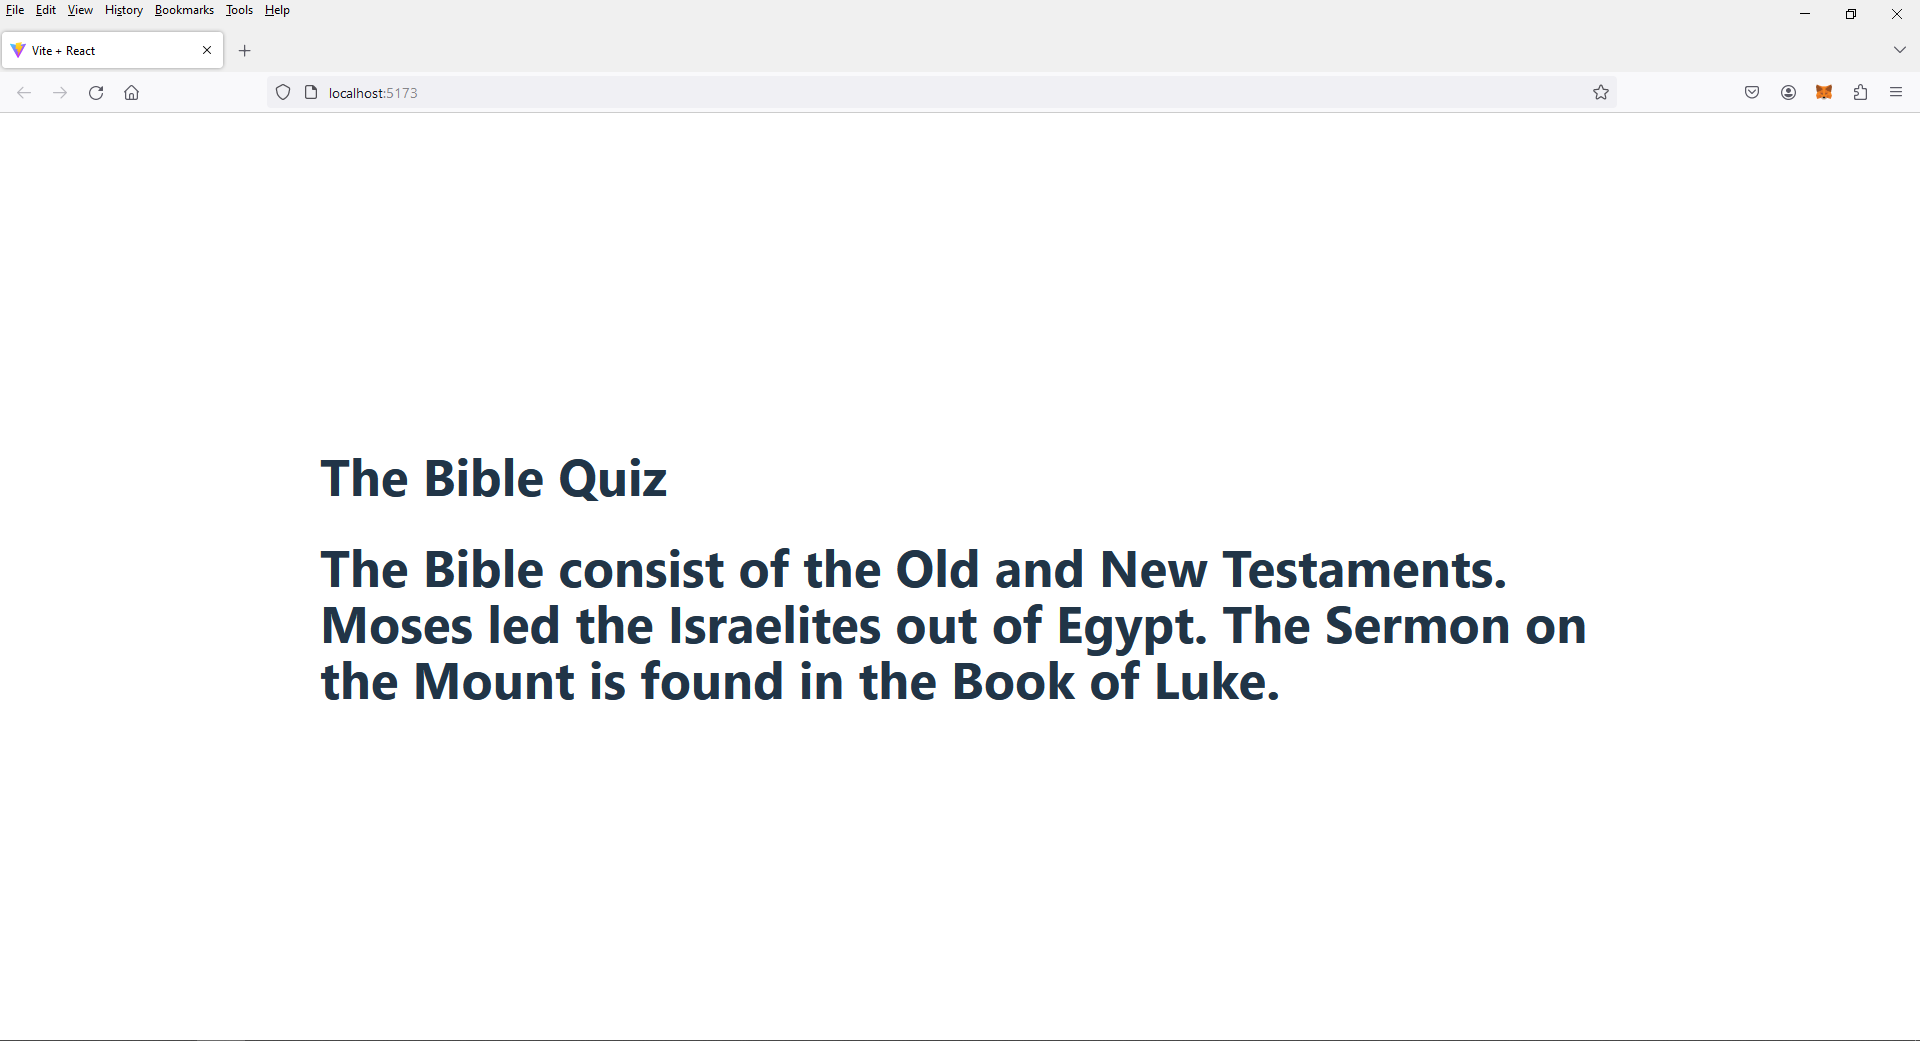 File Edit View History Bookmarks Tools Help
Vite + React
localhost:5173
The Bible Quiz
The Bible consist of the Old and New Testaments.
Moses led the Israelites out of Egypt. The Sermon on
the Mount is found in the Book of Luke.